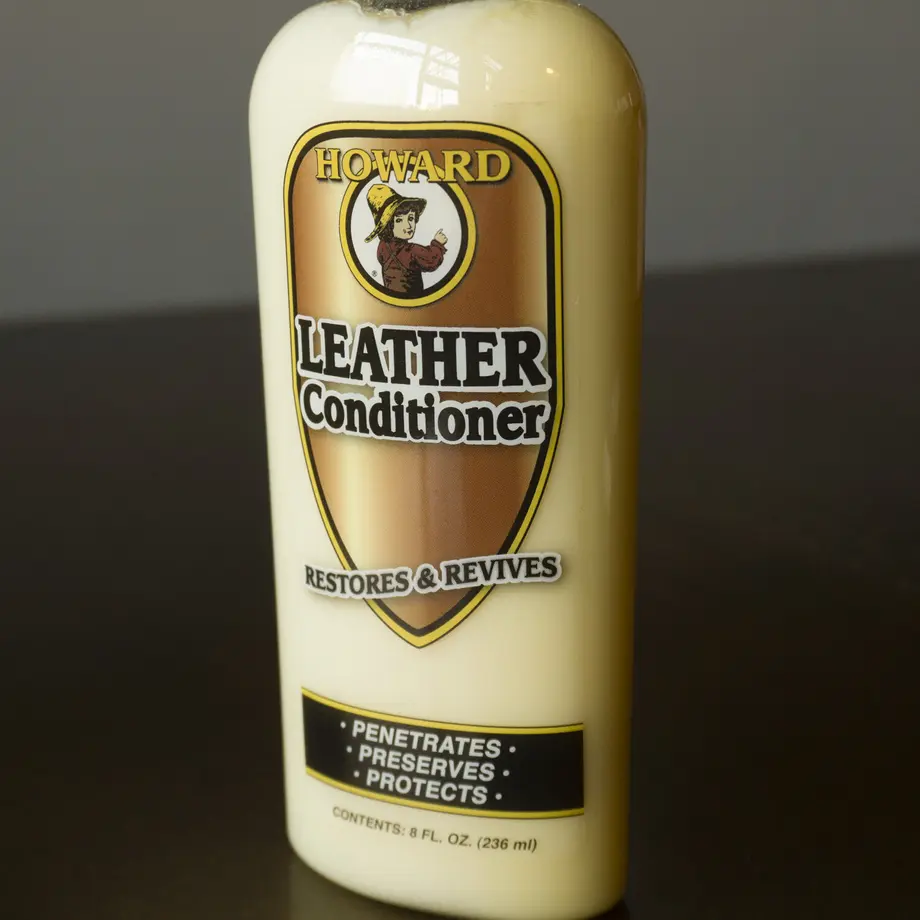 HOWARD
®
LEATHER
Conditioner
RESTORES & REVIVES
• PENETRATES •
• PRESERVES •
• PROTECTS •
CONTENTS: 8 FL. OZ. (236 ml)